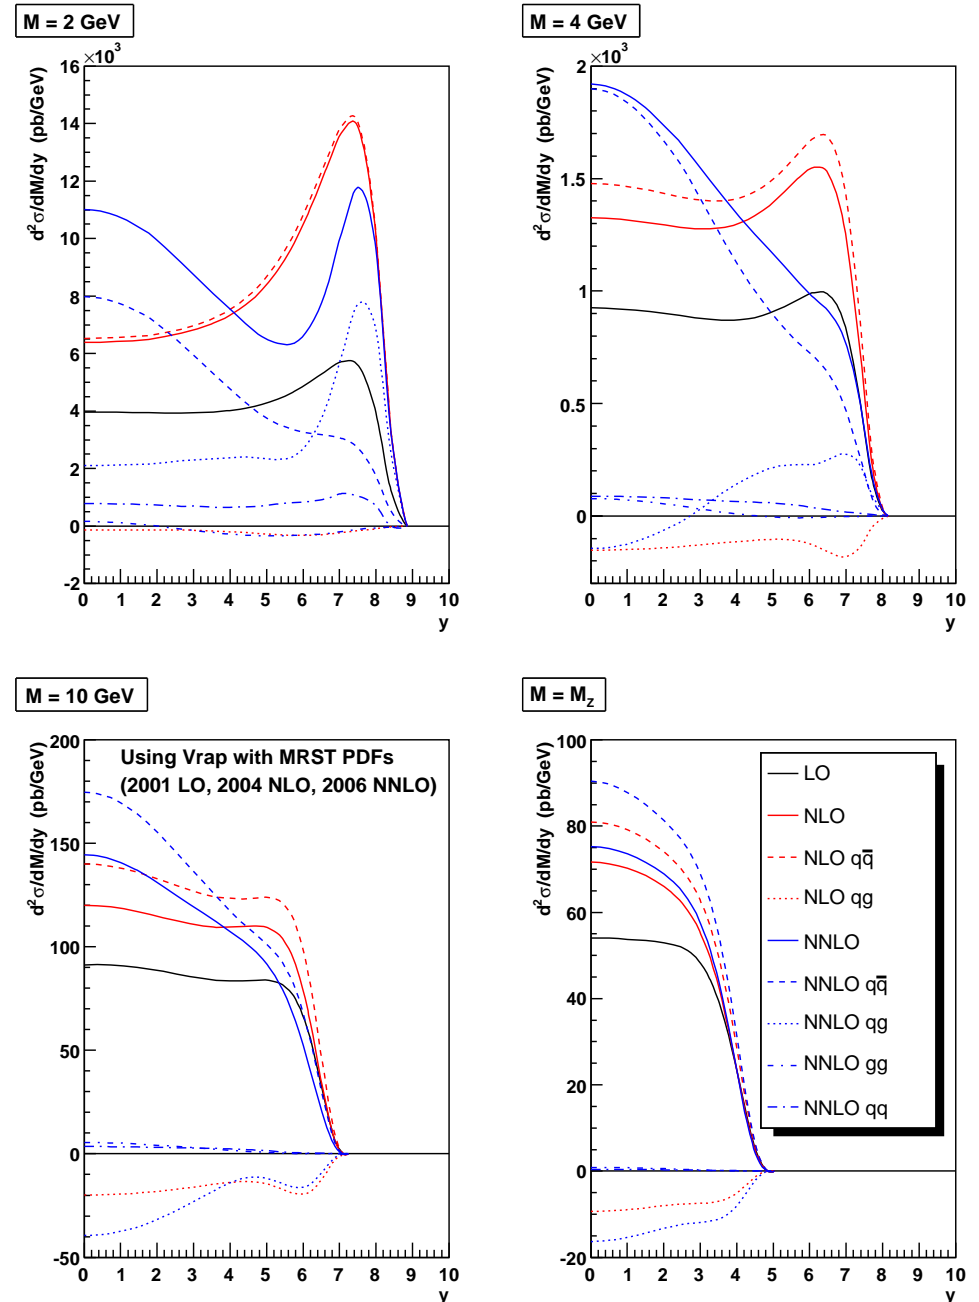 M = 2 GeV
×10³
d²σ/dM/dy (pb/GeV)
16
14
12
10
8
6
4
2
0
-2
0 1 2 3 4 5 6 7 8 9 10
y
M = 4 GeV
×10³
d²σ/dM/dy (pb/GeV)
2
1.5
1
0.5
0
0 1 2 3 4 5 6 7 8 9 10
y
M = 10 GeV
d²σ/dM/dy (pb/GeV)
Using Vrap with MRST PDFs
(2001 LO, 2004 NLO, 2006 NNLO)
200
150
100
50
0
-50
0 1 2 3 4 5 6 7 8 9 10
y
M = M_Z
d²σ/dM/dy (pb/GeV)
100
80
60
40
20
0
-20
0 1 2 3 4 5 6 7 8 9 10
y
LO
NLO
NLO qq̅
NLO qg
NNLO
NNLO qq̅
NNLO qg
NNLO gg
NNLO qq